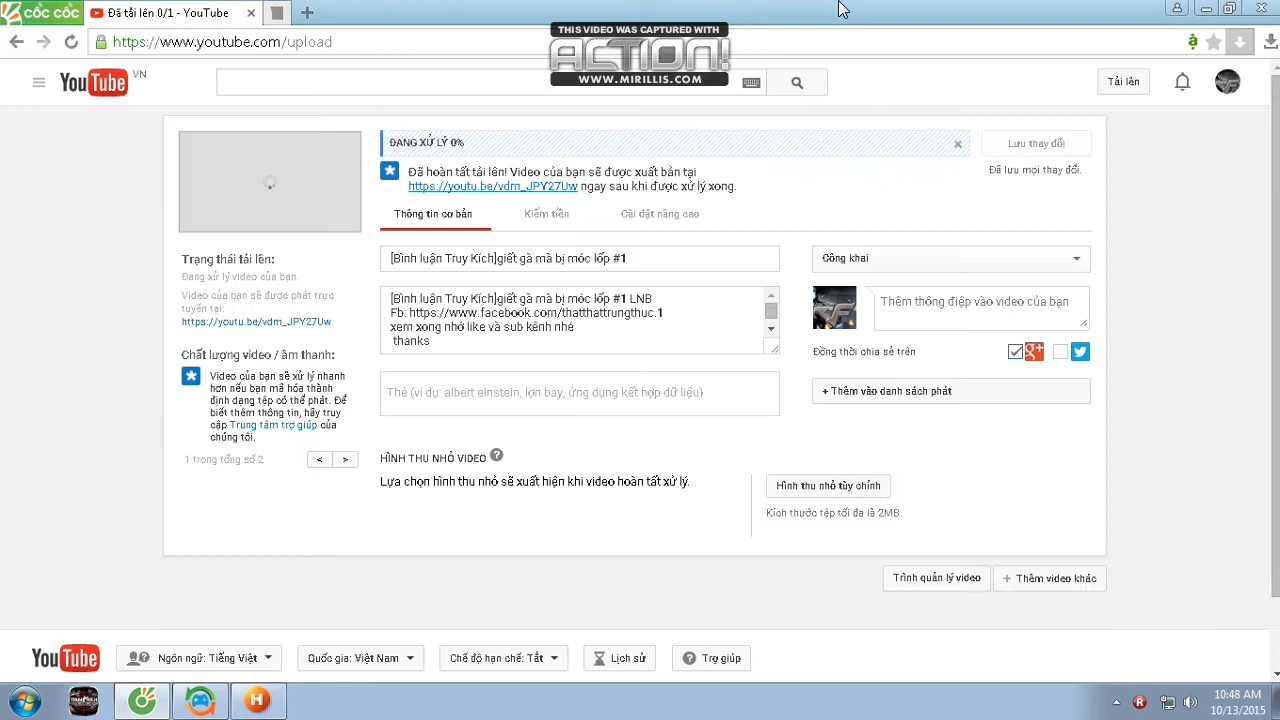 cốc cốc
Đã tải lên 0/1 - YouTube
https://www.youtube.com/upload
THIS VIDEO WAS CAPTURED WITH
ACTION!
WWW.MIRILLIS.COM
YouTube VN
Tải lên
ĐANG XỬ LÝ 0%
Lưu thay đổi
Đã hoàn tất tải lên! Video của bạn sẽ được xuất bản tại
https://youtu.be/vdm_JPY27Uw ngay sau khi được xử lý xong.
Đã lưu mọi thay đổi.
Thông tin cơ bản
Kiếm tiền
Cài đặt nâng cao
Trạng thái tải lên:
Đang xử lý video của bạn.
Video của bạn sẽ được phát trực
tiếp tại:
https://youtu.be/vdm_JPY27Uw
Chất lượng video / âm thanh:
Video của bạn sẽ xử lý nhanh
hơn nếu bạn mã hóa thành
định dạng tệp có thể phát. Để
biết thêm thông tin, hãy truy
cập Trung tâm trợ giúp của
chúng tôi.
1 trong tổng số 2
<
>
[Bình luận Truy Kích]giết gà mà bị móc lốp #1
[Bình luận Truy Kích]giết gà mà bị móc lốp #1 LNB
Fb: https://www.facebook.com/thatthattrungthuc.1
xem xong nhớ like và sub kênh nhé
thanks
Thẻ (ví dụ: albert einstein, lợn bay, ứng dụng kết hợp dữ liệu)
HÌNH THU NHỎ VIDEO ?
Lựa chọn hình thu nhỏ sẽ xuất hiện khi video hoàn tất xử lý.
Hình thu nhỏ tùy chỉnh
Kích thước tệp tối đa là 2MB.
Công khai
Thêm thông điệp vào video của bạn
Đồng thời chia sẻ trên
+ Thêm vào danh sách phát
Trình quản lý video
+ Thêm video khác
YouTube
Ngôn ngữ: Tiếng Việt
Quốc gia: Việt Nam
Chế độ hạn chế: Tắt
Lịch sử
Trợ giúp
10:48 AM
10/13/2015